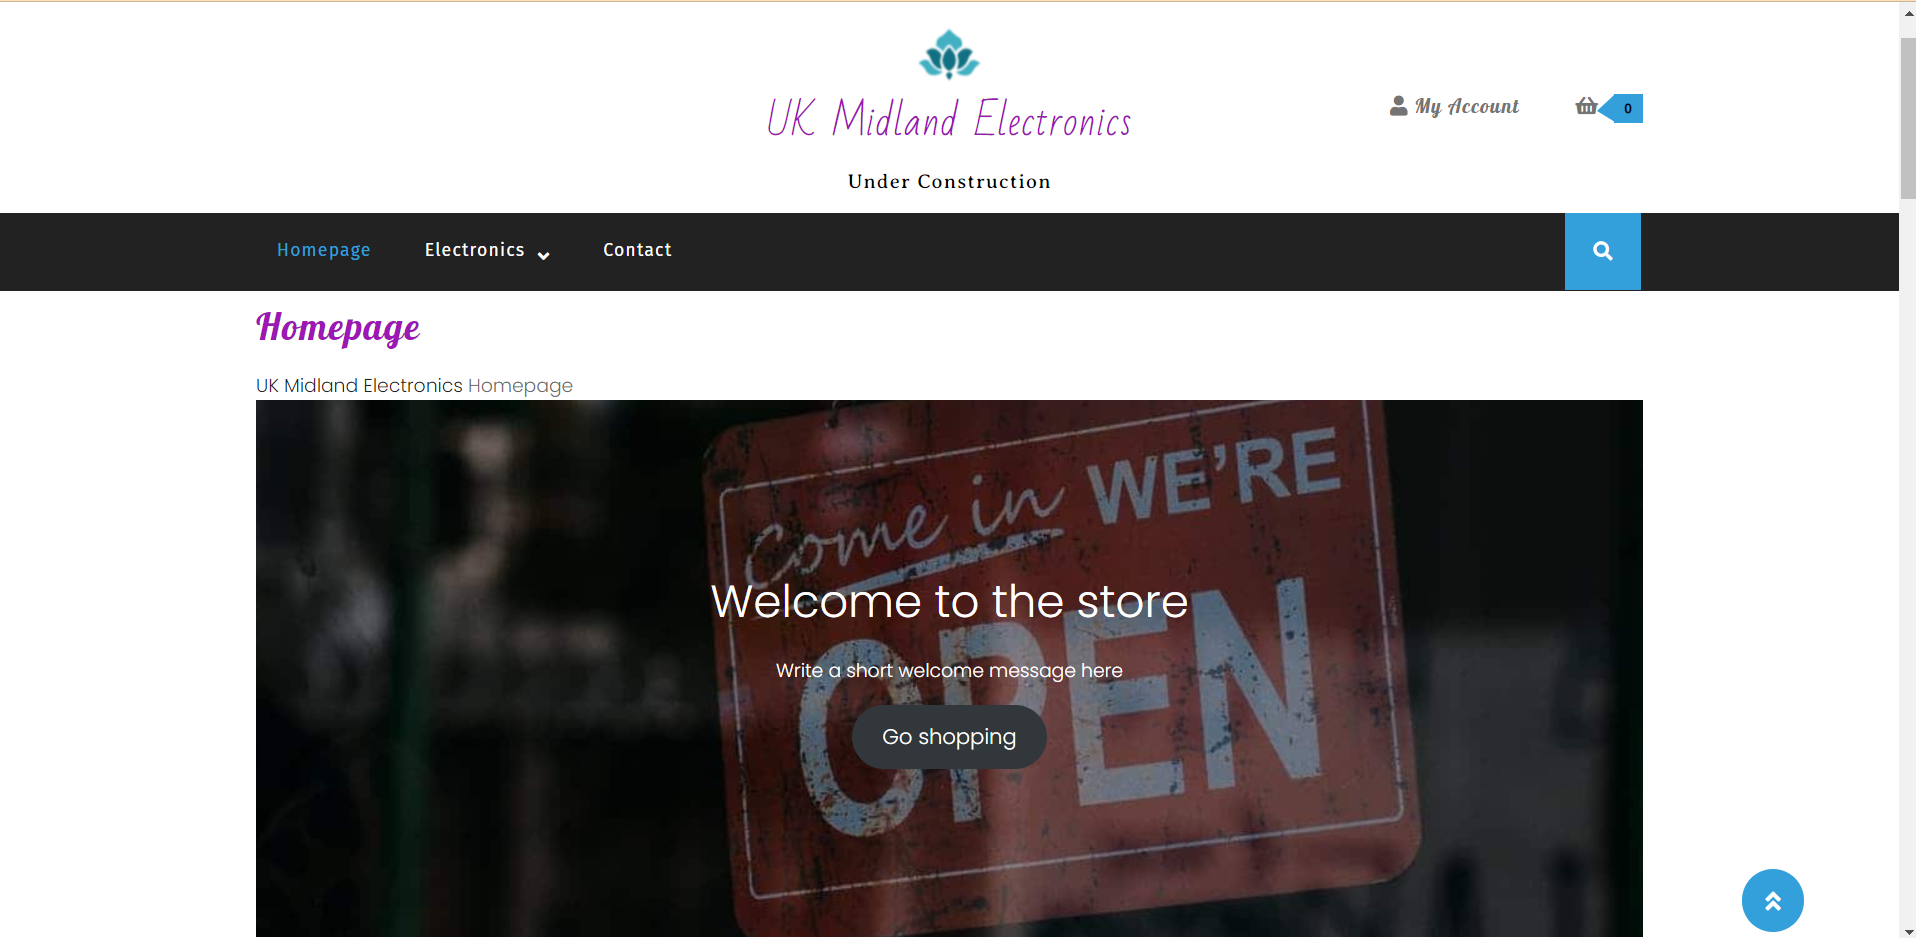 UK Midland Electronics
My Account
0
Under Construction
Homepage
Electronics
Contact
Homepage
UK Midland Electronics Homepage
Come in WE'RE
OPEN
Welcome to the store
Write a short welcome message here
Go shopping